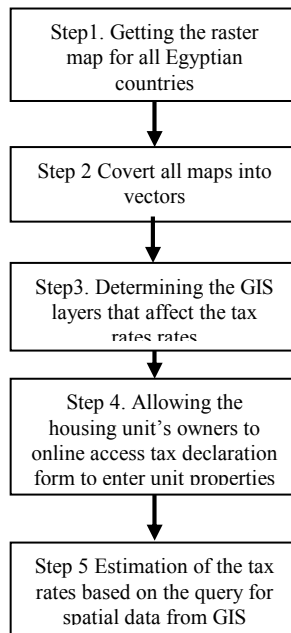 Step1. Getting the raster
map for all Egyptian
countries
Step 2 Covert all maps into
vectors
Step3. Determining the GIS
layers that affect the tax
rates rates
Step 4. Allowing the
housing unit’s owners to
online access tax declaration
form to enter unit properties
Step 5 Estimation of the tax
rates based on the query for
spatial data from GIS